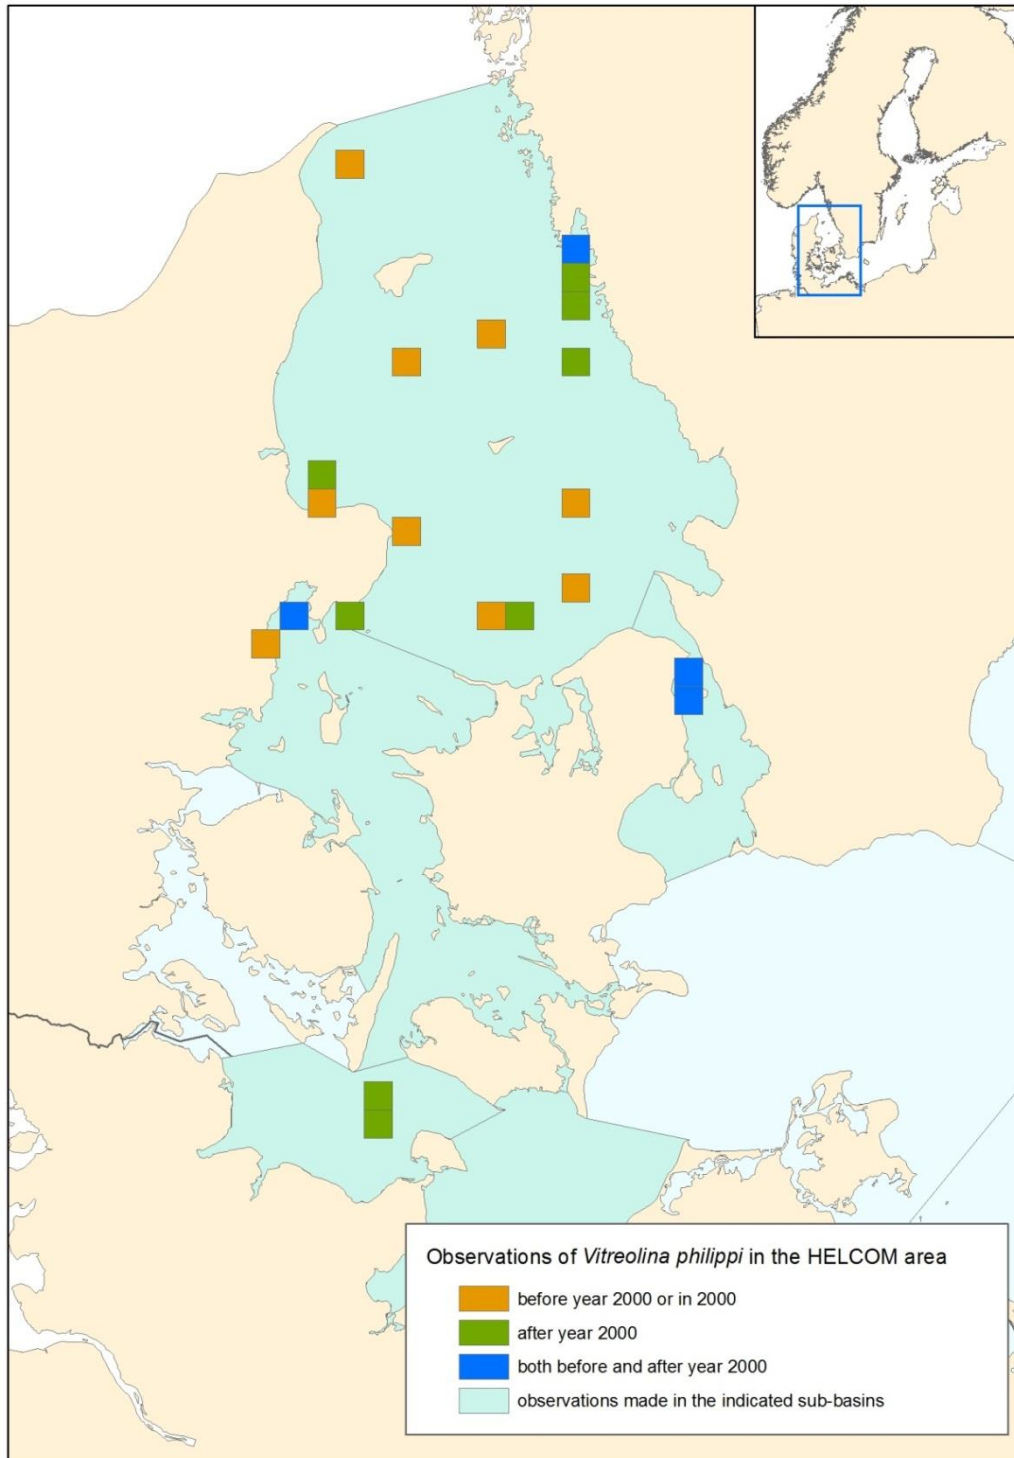 Observations of Vitreolina philippi in the HELCOM area
before year 2000 or in 2000
after year 2000
both before and after year 2000
observations made in the indicated sub-basins